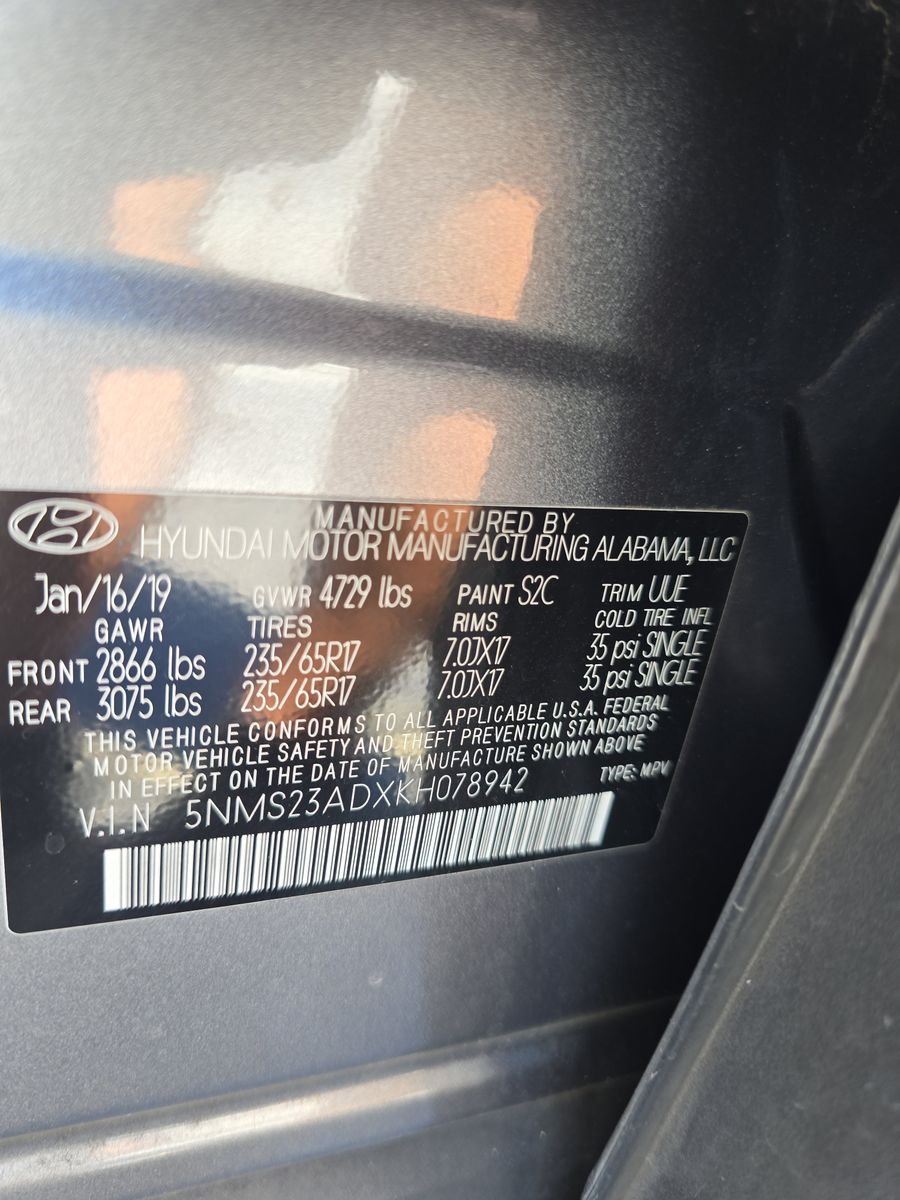 MANUFACTURED BY
HYUNDAI MOTOR MANUFACTURING ALABAMA, LLC
Jan/16/19 GVWR 4729 lbs PAINT S2C TRIM UUE
GAWR TIRES RIMS COLD TIRE INFL
FRONT 2866 lbs 235/65R17 7.0JX17 35 psi SINGLE
REAR 3075 lbs 235/65R17 7.0JX17 35 psi SINGLE
THIS VEHICLE CONFORMS TO ALL APPLICABLE U.S.A. FEDERAL
MOTOR VEHICLE SAFETY AND THEFT PREVENTION STANDARDS
IN EFFECT ON THE DATE OF MANUFACTURE SHOWN ABOVE
V.I.N 5NMS23ADXKH078942 TYPE: MPV